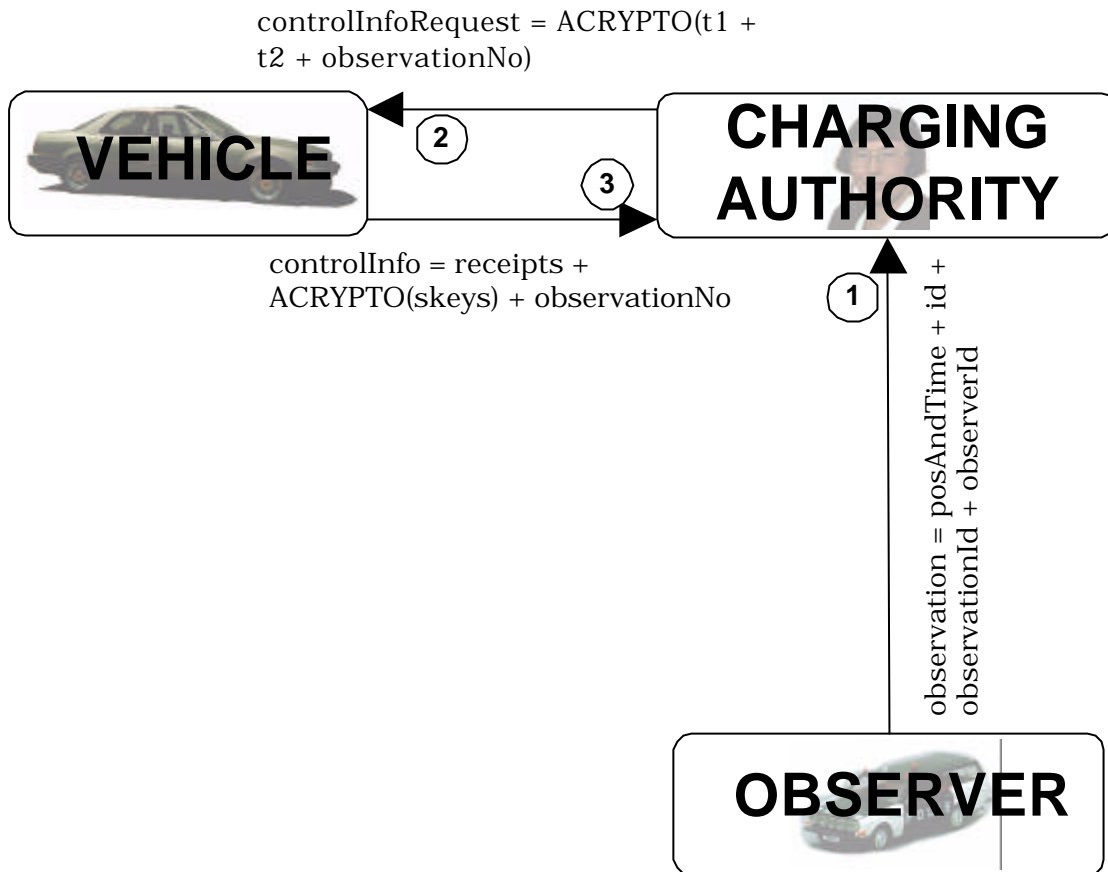 controlInfoRequest = ACRYPTO(t1 +
t2 + observationNo)
VEHICLE
2
CHARGING
AUTHORITY
3
controlInfo = receipts +
ACRYPTO(skeys) + observationNo
1
observation = posAndTime + id +
observationId + observerId
OBSERVER